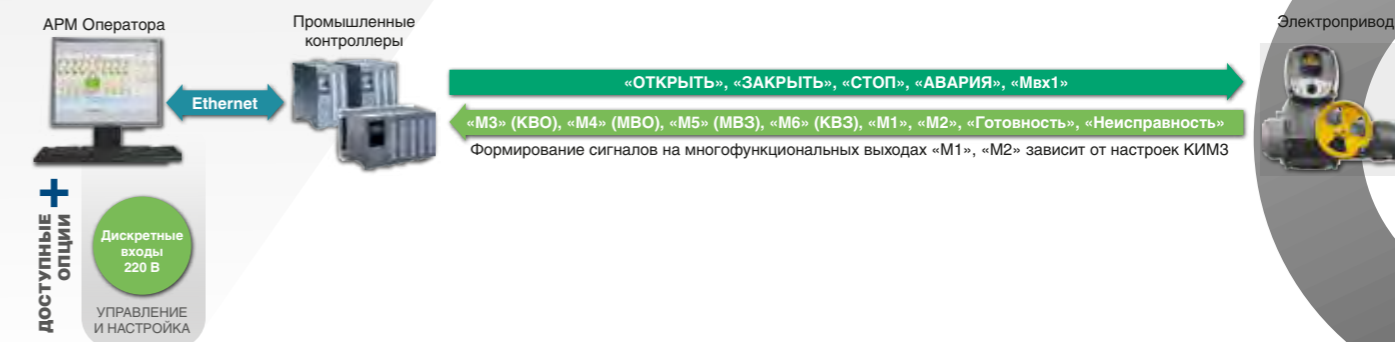 АРМ Оператора
Промышленные
контроллеры
Электропривод
Ethernet
«ОТКРЫТЬ», «ЗАКРЫТЬ», «СТОП», «АВАРИЯ», «Мвх1»
«М3» (КВО), «М4» (МВО), «М5» (МВЗ), «М6» (КВЗ), «М1», «М2», «Готовность», «Неисправность»
Формирование сигналов на многофункциональных выходах «М1», «М2» зависит от настроек КИМ3
+
ДОСТУПНЫЕ
ОПЦИИ
Дискретные
входы
220 В
УПРАВЛЕНИЕ
И НАСТРОЙКА